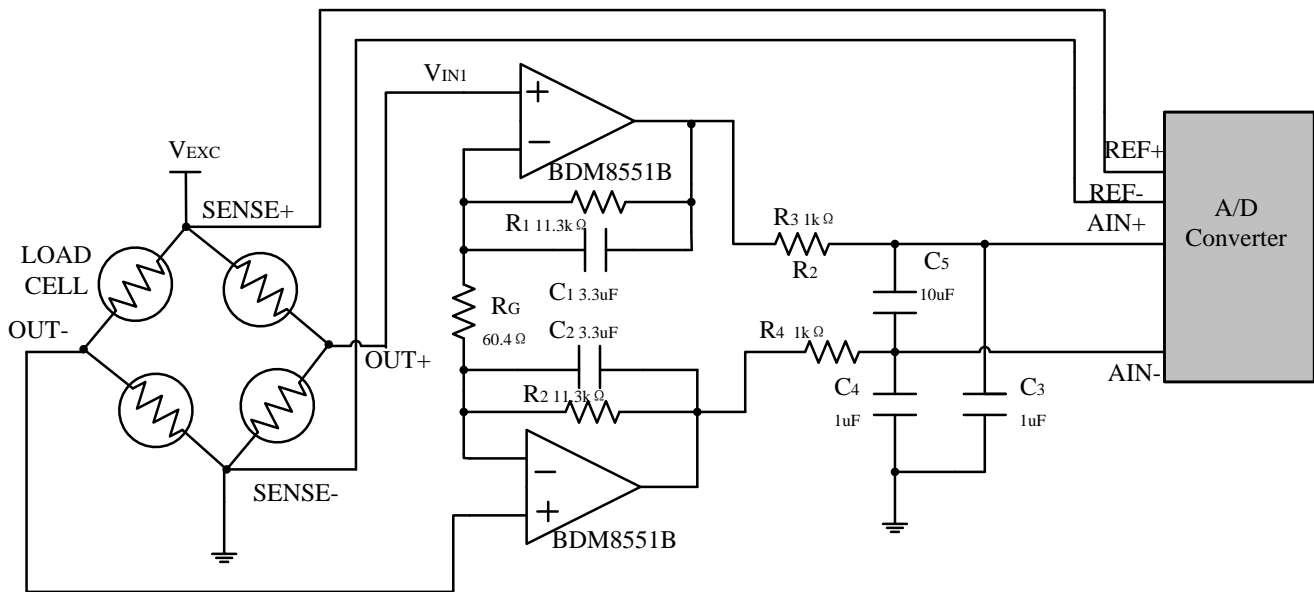 VIN1
VEXC
SENSE+
LOAD
CELL
OUT-
OUT+
SENSE-
BDM8551B
R1 11.3kΩ
C1 3.3uF
RG
60.4Ω
C2 3.3uF
R2 11.3kΩ
BDM8551B
R3 1kΩ
R2
C5
10uF
R4 1kΩ
C4
1uF
C3
1uF
REF+
REF-
AIN+
AIN-
A/D
Converter